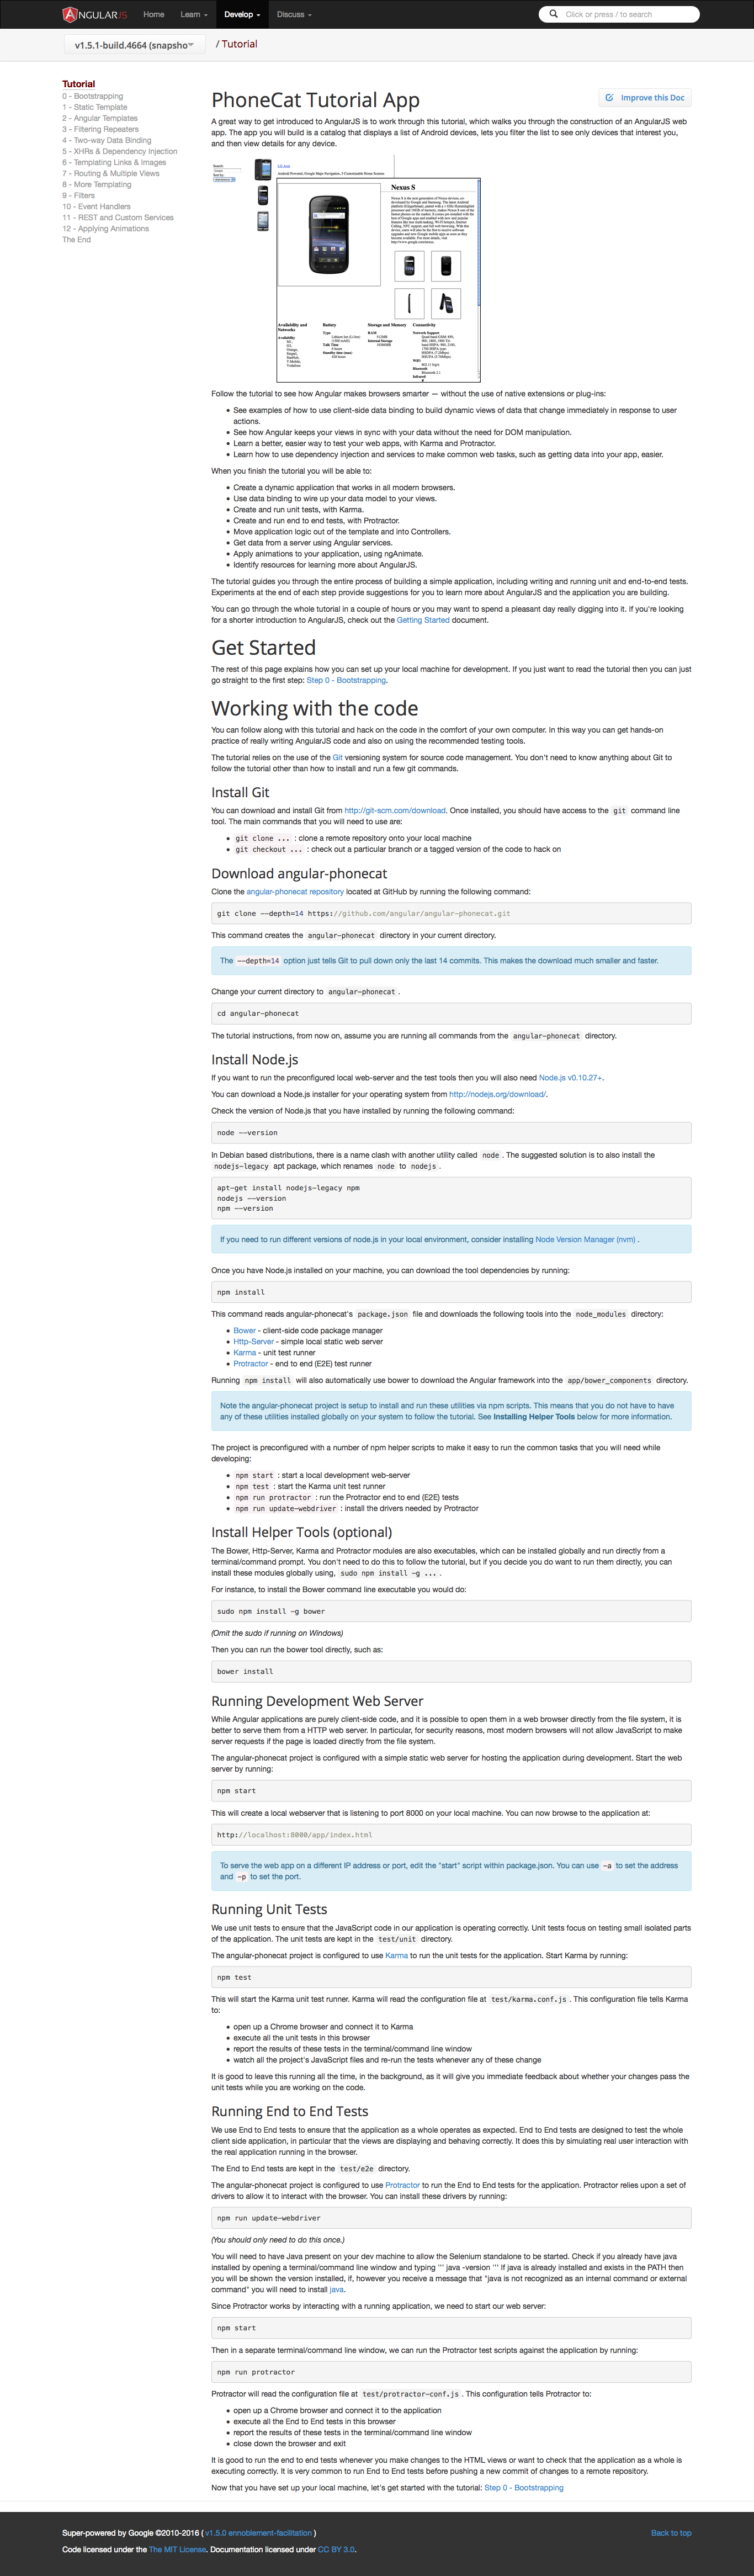 ANGULARJS
Home
Learn
Develop
Discuss
Click or press / to search
v1.5.1-build.4664 (snapsho
/ Tutorial
Tutorial
0 - Bootstrapping
1 - Static Template
2 - Angular Templates
3 - Filtering Repeaters
4 - Two-way Data Binding
5 - XHRs & Dependency Injection
6 - Templating Links & Images
7 - Routing & Multiple Views
8 - More Templating
9 - Filters
10 - Event Handlers
11 - REST and Custom Services
12 - Applying Animations
The End
Improve this Doc
PhoneCat Tutorial App
A great way to get introduced to AngularJS is to work through this tutorial, which walks you through the construction of an AngularJS web
app. The app you will build is a catalog that displays a list of Android devices, lets you filter the list to see only devices that interest you,
and then view details for any device.
Search:
Sort by:
Nexus S
Availability and
Networks
Battery
Storage and Memory
Connectivity
Follow the tutorial to see how Angular makes browsers smarter — without the use of native extensions or plug-ins:
See examples of how to use client-side data binding to build dynamic views of data that change immediately in response to user
actions.
See how Angular keeps your views in sync with your data without the need for DOM manipulation.
Learn a better, easier way to test your web apps, with Karma and Protractor.
Learn how to use dependency injection and services to make common web tasks, such as getting data into your app, easier.
When you finish the tutorial you will be able to:
Create a dynamic application that works in all modern browsers.
Use data binding to wire up your data model to your views.
Create and run unit tests, with Karma.
Create and run end to end tests, with Protractor.
Move application logic out of the template and into Controllers.
Get data from a server using Angular services.
Apply animations to your application, using ngAnimate.
Identify resources for learning more about AngularJS.
The tutorial guides you through the entire process of building a simple application, including writing and running unit and end-to-end tests.
Experiments at the end of each step provide suggestions for you to learn more about AngularJS and the application you are building.
You can go through the whole tutorial in a couple of hours or you may want to spend a pleasant day really digging into it. If you're looking
for a shorter introduction to AngularJS, check out the Getting Started document.
Get Started
The rest of this page explains how you can set up your local machine for development. If you just want to read the tutorial then you can just
go straight to the first step: Step 0 - Bootstrapping.
Working with the code
You can follow along with this tutorial and hack on the code in the comfort of your own computer. In this way you can get hands-on
practice of really writing AngularJS code and also on using the recommended testing tools.
The tutorial relies on the use of the Git versioning system for source code management. You don't need to know anything about Git to
follow the tutorial other than how to install and run a few git commands.
Install Git
You can download and install Git from http://git-scm.com/download. Once installed, you should have access to the git command line
tool. The main commands that you will need to use are:
git clone ... : clone a remote repository onto your local machine
git checkout ... : check out a particular branch or a tagged version of the code to hack on
Download angular-phonecat
Clone the angular-phonecat repository located at GitHub by running the following command:
git clone --depth=14 https://github.com/angular/angular-phonecat.git
This command creates the angular-phonecat directory in your current directory.
The --depth=14 option just tells Git to pull down only the last 14 commits. This makes the download much smaller and faster.
Change your current directory to angular-phonecat.
cd angular-phonecat
The tutorial instructions, from now on, assume you are running all commands from the angular-phonecat directory.
Install Node.js
If you want to run the preconfigured local web-server and the test tools then you will also need Node.js v0.10.27+.
You can download a Node.js installer for your operating system from http://nodejs.org/download/.
Check the version of Node.js that you have installed by running the following command:
node --version
In Debian based distributions, there is a name clash with another utility called node. The suggested solution is to also install the
nodejs-legacy apt package, which renames node to nodejs.
apt-get install nodejs-legacy npm
nodejs --version
npm --version
If you need to run different versions of node.js in your local environment, consider installing Node Version Manager (nvm) .
Once you have Node.js installed on your machine, you can download the tool dependencies by running:
npm install
This command reads angular-phonecat's package.json file and downloads the following tools into the node_modules directory:
Bower - client-side code package manager
Http-Server - simple local static web server
Karma - unit test runner
Protractor - end to end (E2E) test runner
Running npm install will also automatically use bower to download the Angular framework into the app/bower_components directory.
Note the angular-phonecat project is setup to install and run these utilities via npm scripts. This means that you do not have to have
any of these utilities installed globally on your system to follow the tutorial. See Installing Helper Tools below for more information.
The project is preconfigured with a number of npm helper scripts to make it easy to run the common tasks that you will need while
developing:
npm start : start a local development web-server
npm test : start the Karma unit test runner
npm run protractor : run the Protractor end to end (E2E) tests
npm run update-webdriver : install the drivers needed by Protractor
Install Helper Tools (optional)
The Bower, Http-Server, Karma and Protractor modules are also executables, which can be installed globally and run directly from a
terminal/command prompt. You don't need to do this to follow the tutorial, but if you decide you do want to run them directly, you can
install these modules globally using, sudo npm install -g ... .
For instance, to install the Bower command line executable you would do:
sudo npm install -g bower
(Omit the sudo if running on Windows)
Then you can run the bower tool directly, such as:
bower install
Running Development Web Server
While Angular applications are purely client-side code, and it is possible to open them in a web browser directly from the file system, it is
better to serve them from a HTTP web server. In particular, for security reasons, most modern browsers will not allow JavaScript to make
server requests if the page is loaded directly from the file system.
The angular-phonecat project is configured with a simple static web server for hosting the application during development. Start the web
server by running:
npm start
This will create a local webserver that is listening to port 8000 on your local machine. You can now browse to the application at:
http://localhost:8000/app/index.html
To serve the web app on a different IP address or port, edit the "start" script within package.json. You can use -a to set the address
and -p to set the port.
Running Unit Tests
We use unit tests to ensure that the JavaScript code in our application is operating correctly. Unit tests focus on testing small isolated parts
of the application. The unit tests are kept in the test/unit directory.
The angular-phonecat project is configured to use Karma to run the unit tests for the application. Start Karma by running:
npm test
This will start the Karma unit test runner. Karma will read the configuration file at test/karma.conf.js. This configuration file tells Karma
to:
open up a Chrome browser and connect it to Karma
execute all the unit tests in this browser
report the results of these tests in the terminal/command line window
watch all the project's JavaScript files and re-run the tests whenever any of these change
It is good to leave this running all the time, in the background, as it will give you immediate feedback about whether your changes pass the
unit tests while you are working on the code.
Running End to End Tests
We use End to End tests to ensure that the application as a whole operates as expected. End to End tests are designed to test the whole
client side application, in particular that the views are displaying and behaving correctly. It does this by simulating real user interaction with
the real application running in the browser.
The End to End tests are kept in the test/e2e directory.
The angular-phonecat project is configured to use Protractor to run the End to End tests for the application. Protractor relies upon a set of
drivers to allow it to interact with the browser. You can install these drivers by running:
npm run update-webdriver
(You should only need to do this once.)
You will need to have Java present on your dev machine to allow the Selenium standalone to be started. Check if you already have java
installed by opening a terminal/command line window and typing ''' java -version ''' If java is already installed and exists in the PATH then
you will be shown the version installed, if, however you receive a message that "java is not recognized as an internal command or external
command" you will need to install java.
Since Protractor works by interacting with a running application, we need to start our web server:
npm start
Then in a separate terminal/command line window, we can run the Protractor test scripts against the application by running:
npm run protractor
Protractor will read the configuration file at test/protractor-conf.js. This configuration tells Protractor to:
open up a Chrome browser and connect it to the application
execute all the End to End tests in this browser
report the results of these tests in the terminal/command line window
close down the browser and exit
It is good to run the end to end tests whenever you make changes to the HTML views or want to check that the application as a whole is
executing correctly. It is very common to run End to End tests before pushing a new commit of changes to a remote repository.
Now that you have set up your local machine, let's get started with the tutorial: Step 0 - Bootstrapping
Super-powered by Google ©2010-2016 ( v1.5.0 ennoblement-facilitation )
Back to top
Code licensed under the The MIT License. Documentation licensed under CC BY 3.0.